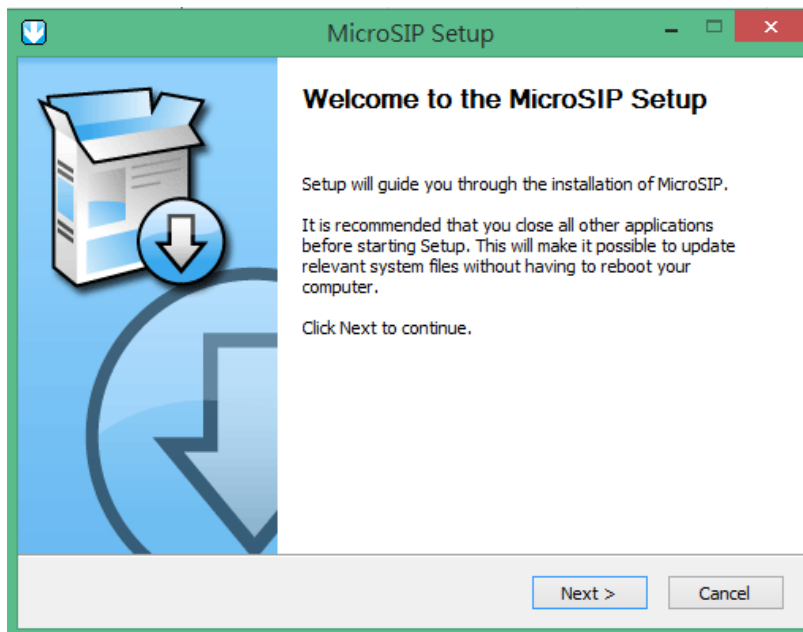 MicroSIP Setup
Welcome to the MicroSIP Setup
Setup will guide you through the installation of MicroSIP.
It is recommended that you close all other applications
before starting Setup. This will make it possible to update
relevant system files without having to reboot your
computer.
Click Next to continue.
Next >
Cancel